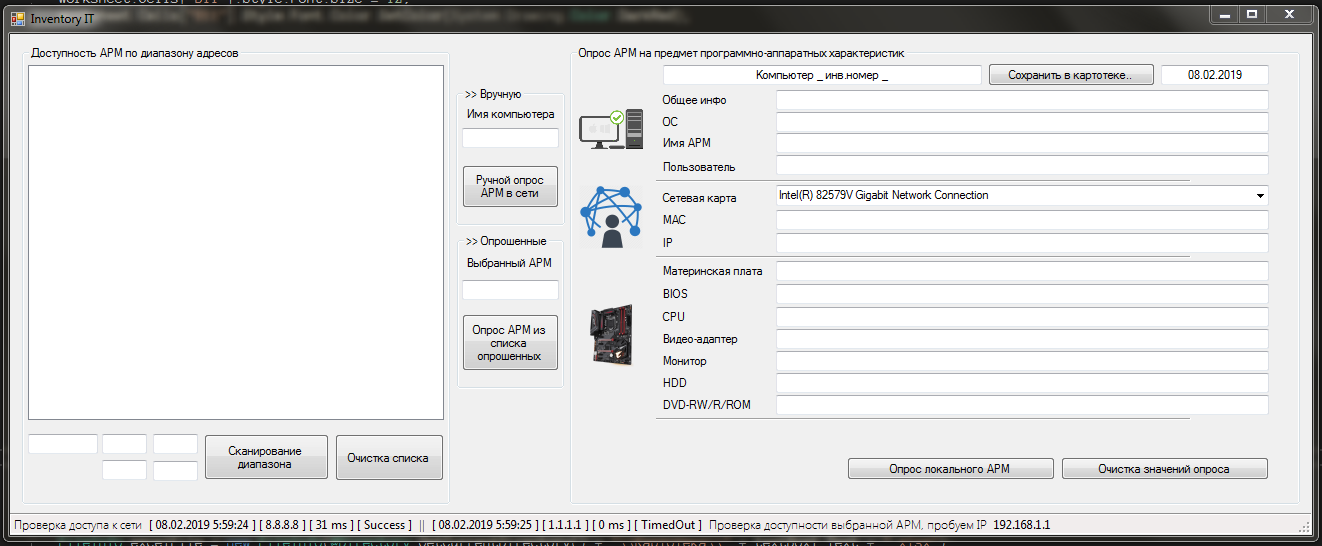 Inventory IT
Доступность АРМ по диапазону адресов
>> Вручную
Имя компьютера
Ручной опрос
АРМ в сети
>> Опрошенные
Выбранный АРМ
Опрос АРМ из
списка
опрошенных
Сканирование
диапазона
Очистка списка
Опрос АРМ на предмет программно-аппаратных характеристик
Компьютер _ инв.номер _
Сохранить в картотеке..
08.02.2019
Общее инфо
ОС
Имя АРМ
Пользователь
Сетевая карта
Intel(R) 82579V Gigabit Network Connection
MAC
IP
Материнская плата
BIOS
CPU
Видео-адаптер
Монитор
HDD
DVD-RW/R/ROM
Опрос локального АРМ
Очистка значений опроса
Проверка доступа к сети [ 08.02.2019 5:59:24 ] [ 8.8.8.8 ] [ 31 ms ] [ Success ] || [ 08.02.2019 5:59:25 ] [ 1.1.1.1 ] [ 0 ms ] [ TimedOut ] Проверка доступности выбранной АРМ, пробуем IP 192.168.1.1